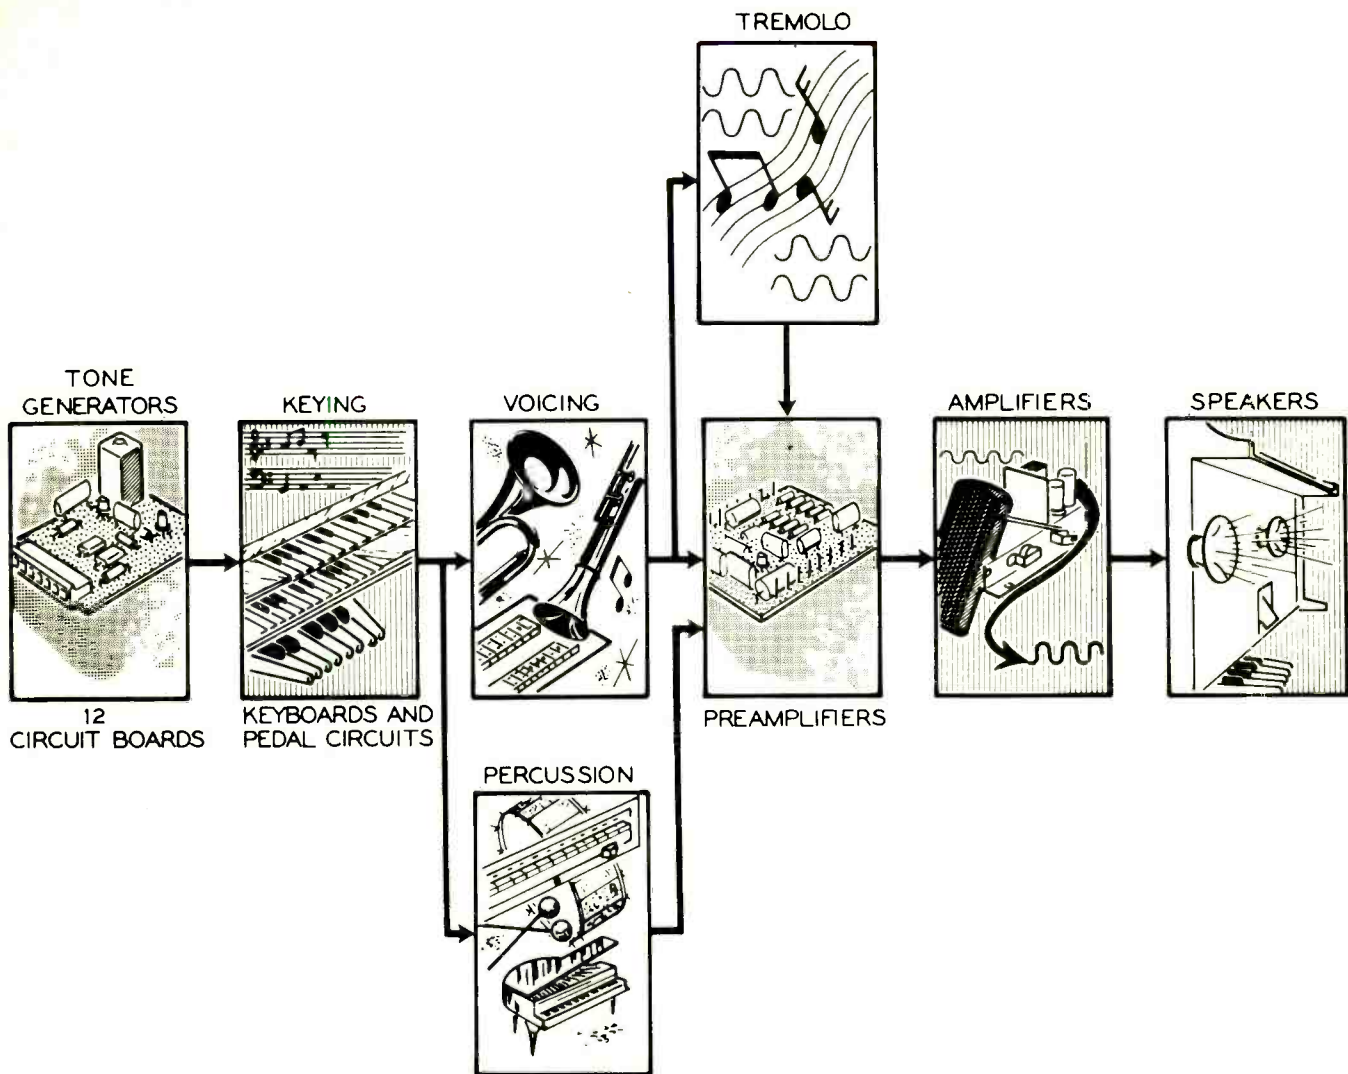 TREMOLO
TONE
GENERATORS
KEYING
VOICING
AMPLIFIERS
SPEAKERS
12
CIRCUIT BOARDS
KEYBOARDS AND
PEDAL CIRCUITS
PREAMPLIFIERS
PERCUSSION